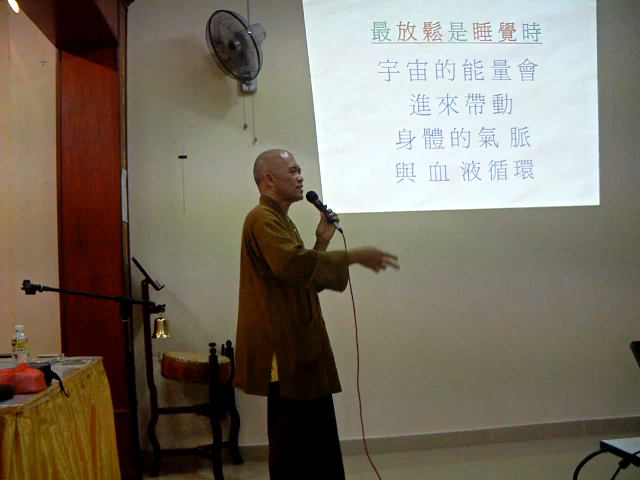 最放鬆是睡覺時
宇宙的能量會
進來帶動
身體的氣脈
與血液循環